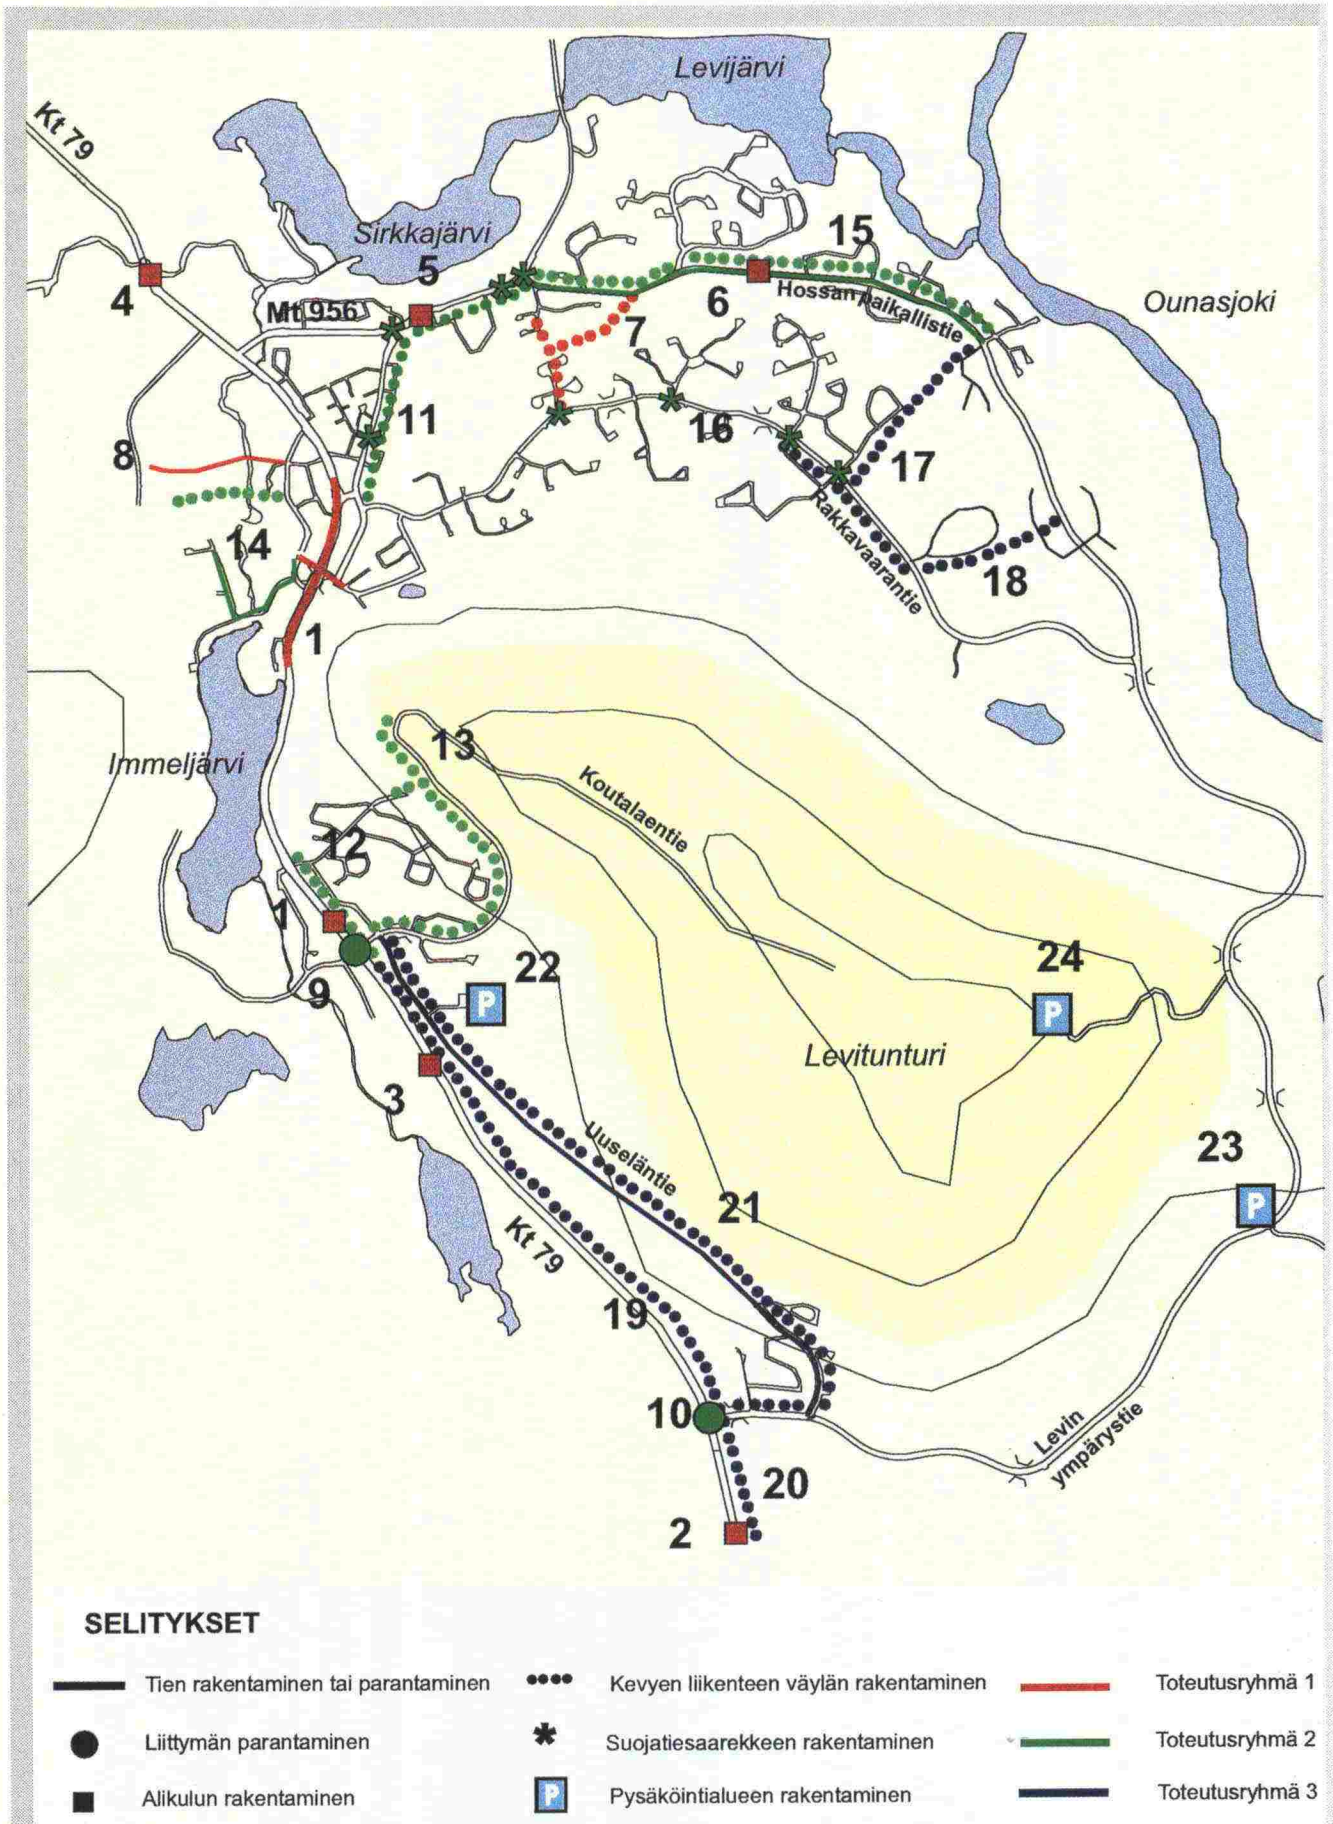 Levijärvi
Kt 79
Sirkkajärvi
15
5
4
Mt 956
6
Hossan paikallistie
Ounasjoki
7
11
16
8
17
14
Rakkavaarantie
18
1
13
Immeljärvi
Koutalaentie
12
1
22
24
9
P
P
Levitunturi
3
23
Uuseläntie
P
21
Kt 79
19
10
Levin
ympärystie
20
2
SELITYKSET
Tien rakentaminen tai parantaminen
Kevyen liikenteen väylän rakentaminen
Toteutusryhmä 1
Liittymän parantaminen
Suojatiesaarekkeen rakentaminen
Toteutusryhmä 2
Alikulun rakentaminen
P
Pysäköintialueen rakentaminen
Toteutusryhmä 3